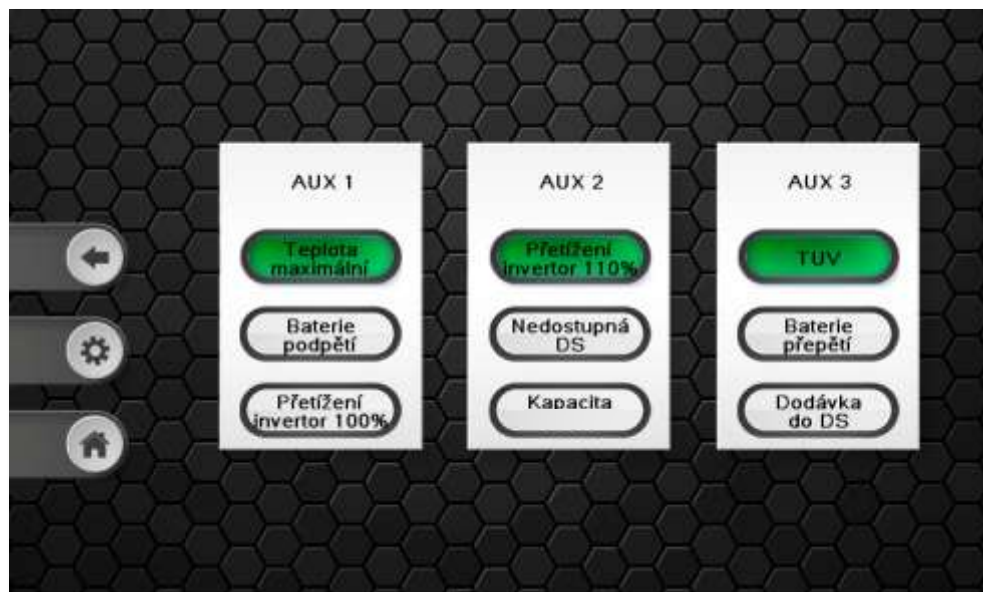 AUX 1
Teplota
maximální
Baterie
podpětí
Přetížení
invertor 100%
AUX 2
Přetížení
invertor 110%
Nedostupná
DS
Kapacita
AUX 3
TUV
Baterie
přepětí
Dodávka
do DS